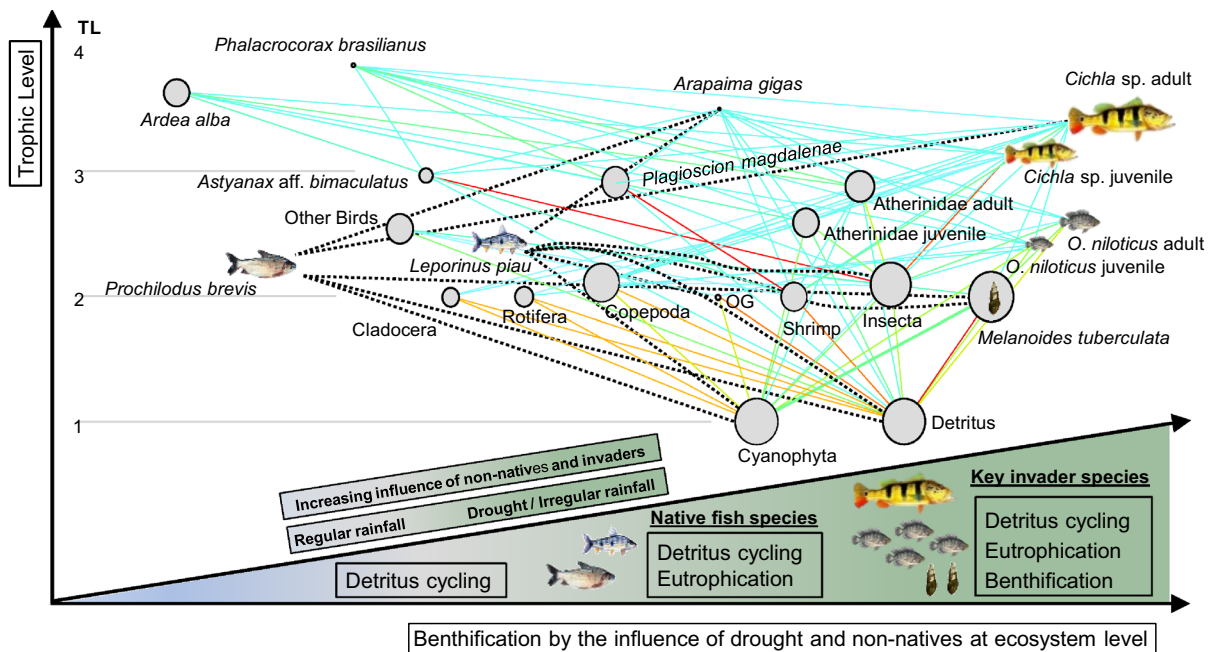 TL
Trophic Level
4
3
2
1
Phalacrocorax brasilianus
Ardea alba
Arapaima gigas
Cichla sp. adult
Cichla sp. juvenile
Plagioscion magdalenae
Astyanax aff. bimaculatus
Atherinidae adult
Other Birds
Atherinidae juvenile
O. niloticus adult
O. niloticus juvenile
Leporinus piau
Prochilodus brevis
Cladocera
Rotifera
Copepoda
OG
Shrimp
Insecta
Melanoides tuberculata
Cyanophyta
Detritus
Increasing influence of non-natives and invaders
Regular rainfall
Drought / Irregular rainfall
Detritus cycling
Native fish species
Detritus cycling
Eutrophication
Key invader species
Detritus cycling
Eutrophication
Benthification
Benthification by the influence of drought and non-natives at ecosystem level